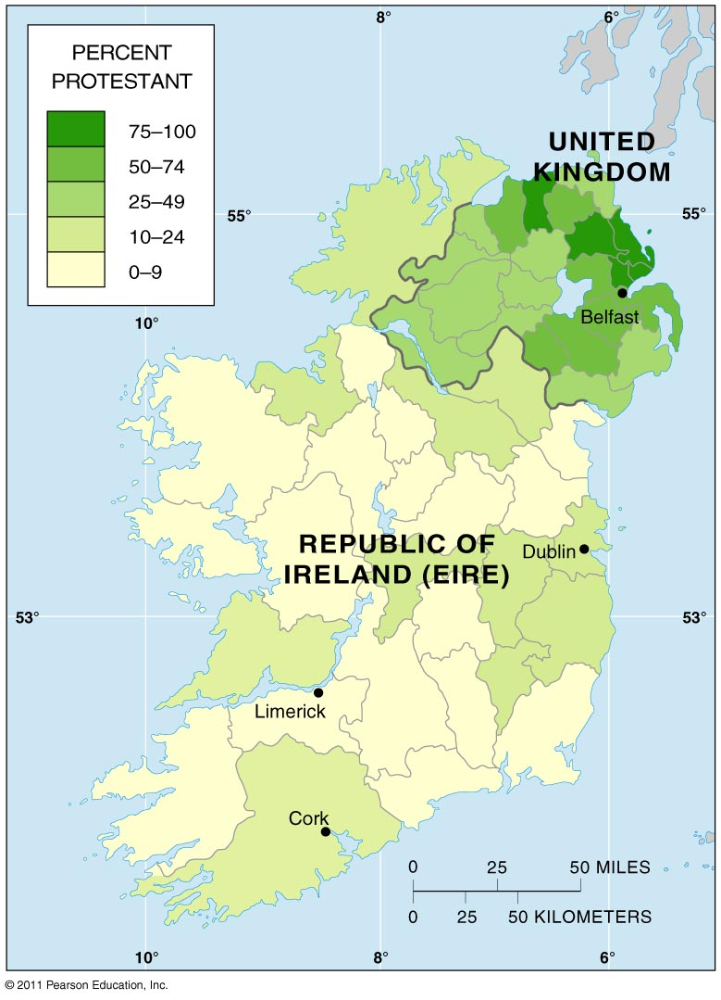 8°
6°
PERCENT
PROTESTANT
75–100
50–74
25–49
10–24
0–9
UNITED
KINGDOM
55°
55°
10°
Belfast
REPUBLIC OF
IRELAND (EIRE)
Dublin
53°
53°
Limerick
Cork
0 25 50 MILES
0 25 50 KILOMETERS
10°
8°
6°
© 2011 Pearson Education, Inc.